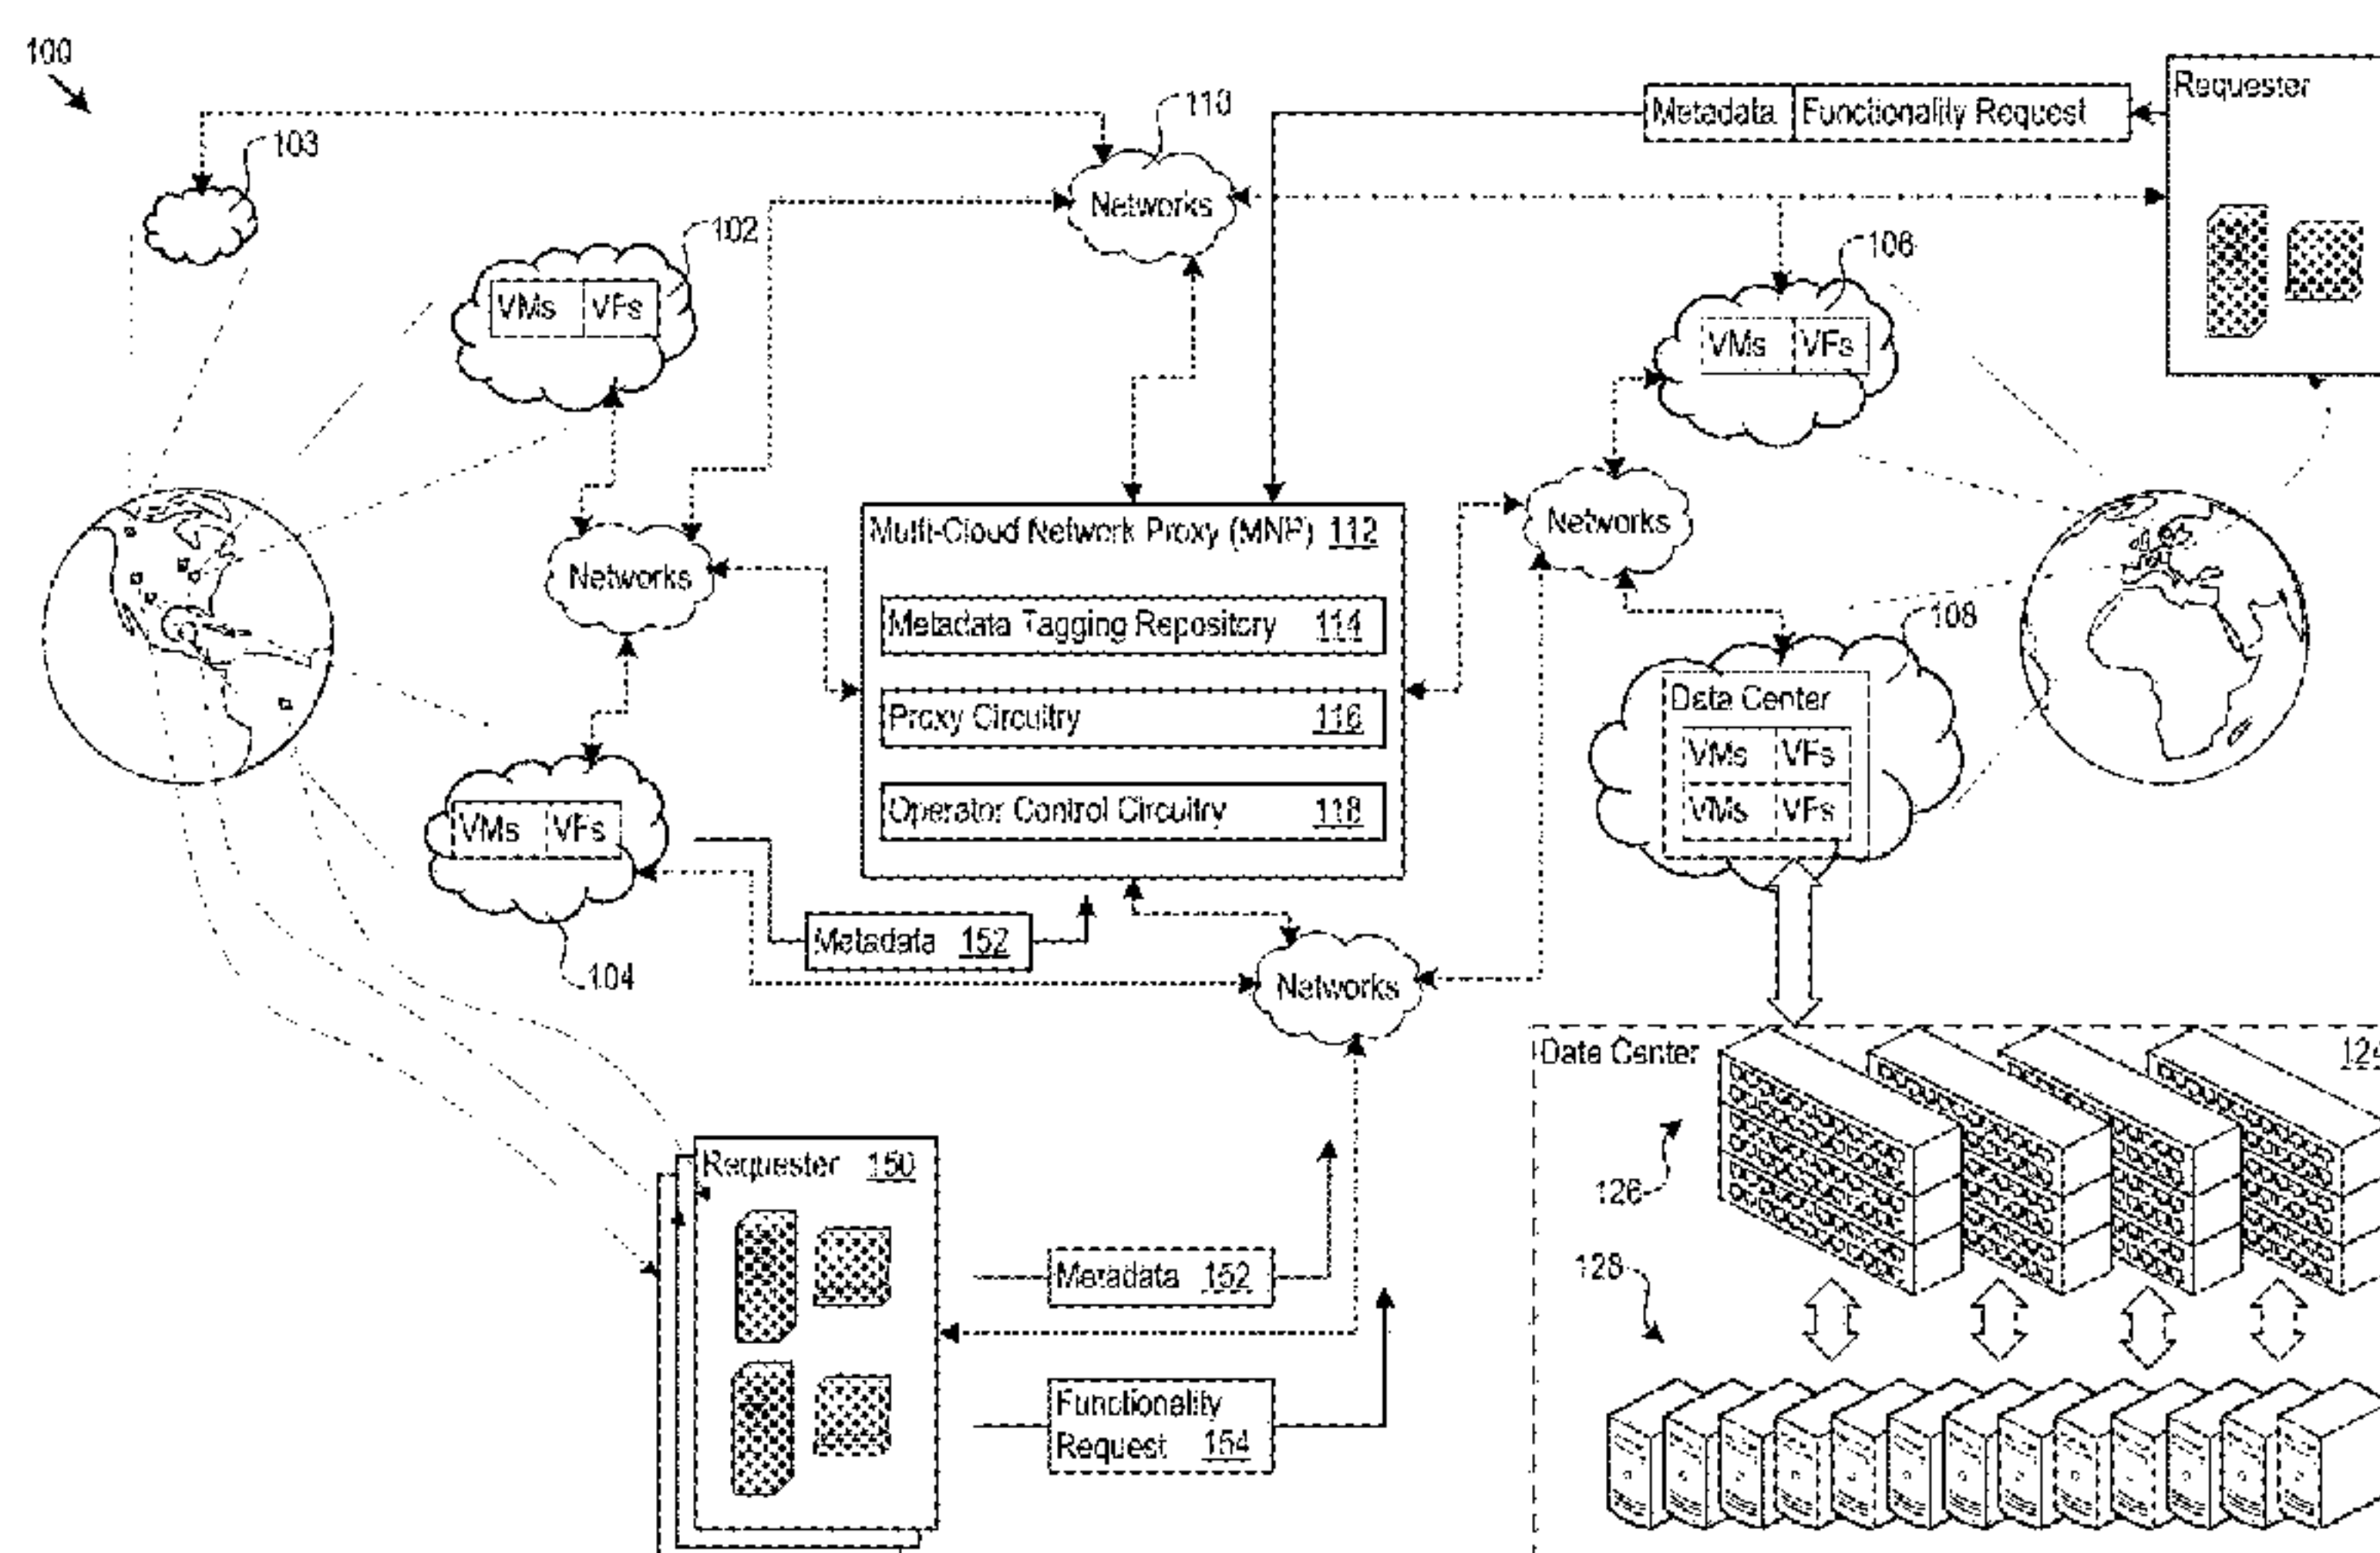 100
103
110
Metadata Functionality Request
Requester
Networks
102
VMs VFs
106
VMs VFs
Networks
Networks
Multi-Cloud Network Proxy (MNP) 112
Metadata Tagging Repository 114
Proxy Circuitry 116
Operator Control Circuitry 118
108
Data Center
VMs VFs
VMs VFs
VMs VFs
104
Metadata 152
Networks
Data Center 124
126
128
Requester 150
Metadata 152
Functionality
Request 154